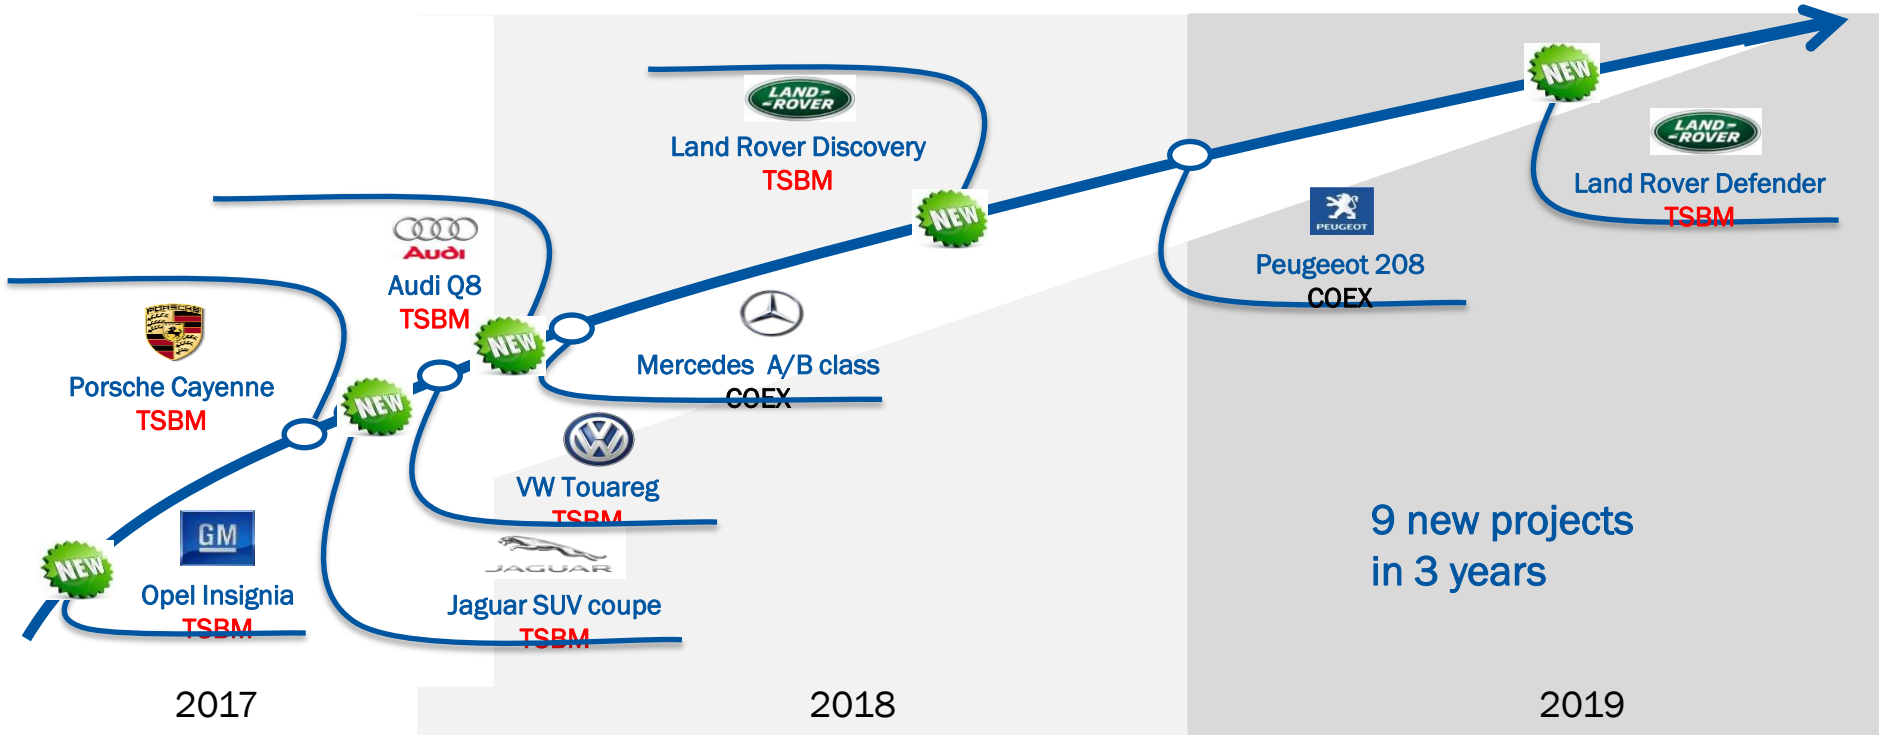 LAND-
-ROVER
Land Rover Discovery
TSBM
NEW
LAND-
-ROVER
Land Rover Defender
TSBM
NEW
PEUGEOT
Peugeeot 208
COEX
Audi
Audi Q8
TSBM
NEW
Mercedes A/B class
COEX
PORSCHE
Porsche Cayenne
TSBM
NEW
VW Touareg
TSBM
GM
Opel Insignia
TSBM
NEW
JAGUAR
Jaguar SUV coupe
TSBM
9 new projects
in 3 years
2017
2018
2019